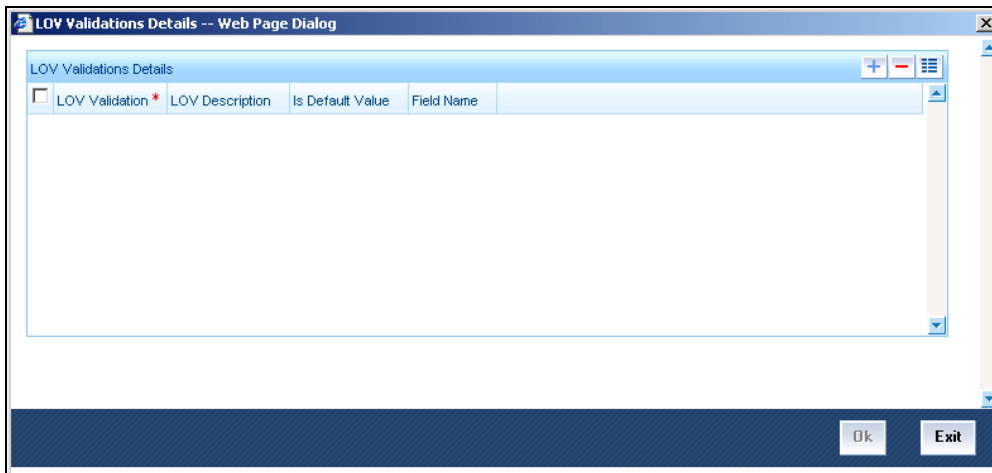 LOV Validations Details -- Web Page Dialog
LOV Validations Details
LOV Validation * LOV Description Is Default Value Field Name
Ok Exit